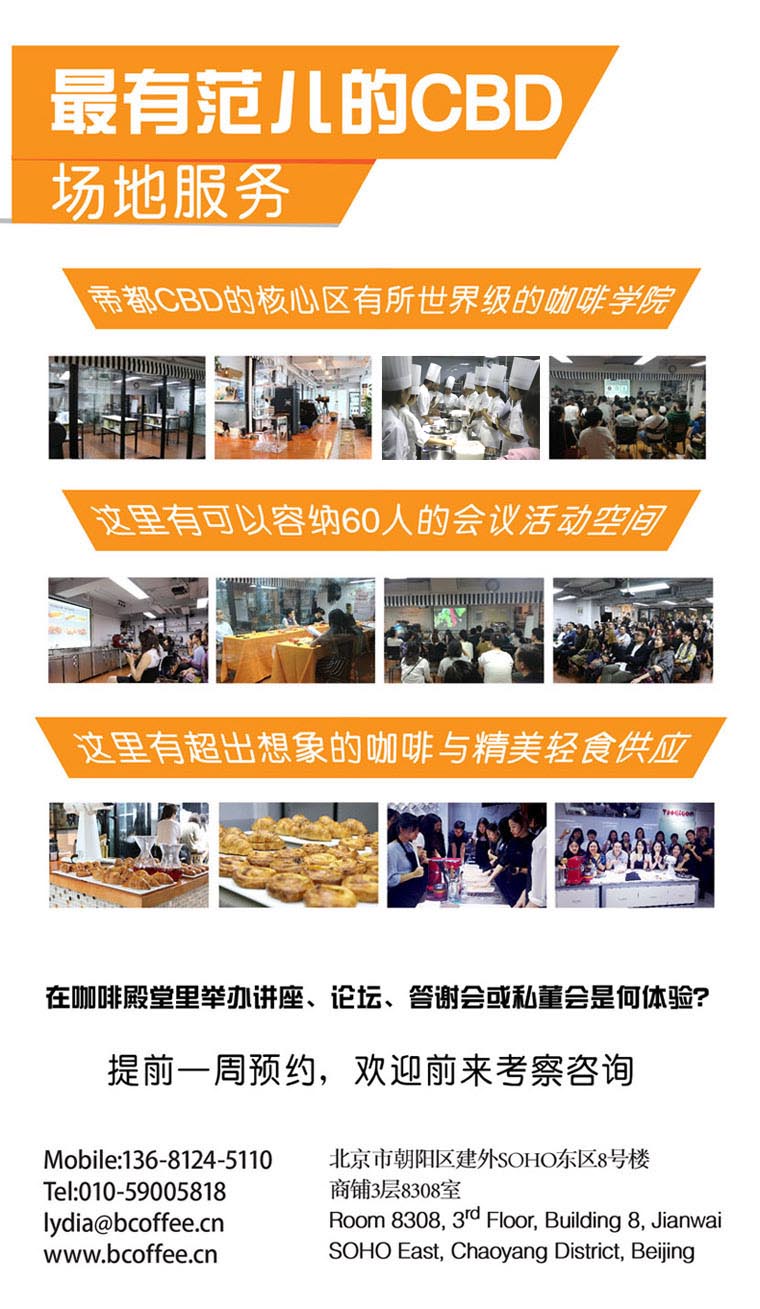 最有范儿的CBD
场地服务
帝都CBD的核心区有所世界级的咖啡学院
这里有可以容纳60人的会议活动空间
这里有超出想象的咖啡与精美轻食供应
在咖啡殿堂里举办讲座、论坛、答谢会或私董会是何体验?
提前一周预约，欢迎前来考察咨询
Mobile:136-8124-5110
Tel:010-59005818
lydia@bcoffee.cn
www.bcoffee.cn
北京市朝阳区建外SOHO东区8号楼
商铺3层8308室
Room 8308, 3rd Floor, Building 8, Jianwai
SOHO East, Chaoyang District, Beijing